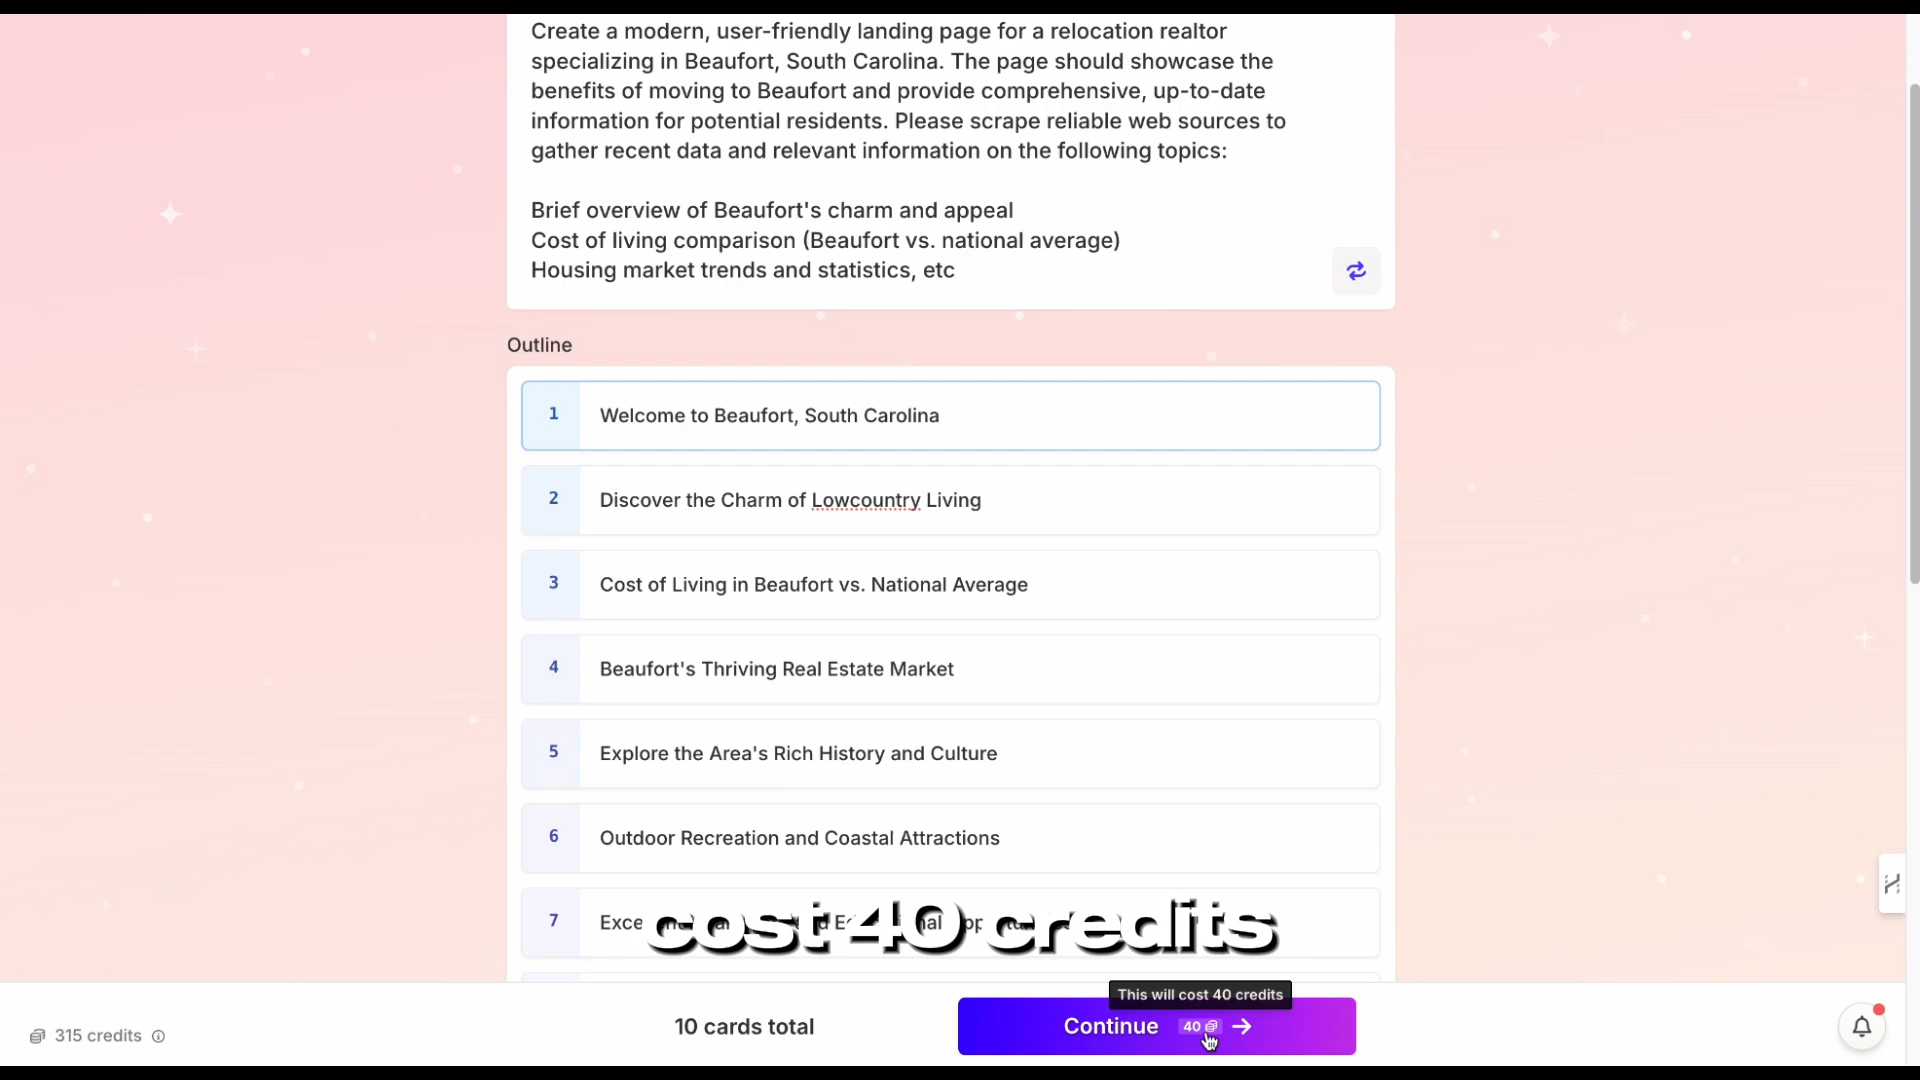 Create a modern, user-friendly landing page for a relocation realtor
specializing in Beaufort, South Carolina. The page should showcase the
benefits of moving to Beaufort and provide comprehensive, up-to-date
information for potential residents. Please scrape reliable web sources to
gather recent data and relevant information on the following topics:
Brief overview of Beaufort's charm and appeal
Cost of living comparison (Beaufort vs. national average)
Housing market trends and statistics, etc
Outline
1 Welcome to Beaufort, South Carolina
2 Discover the Charm of Lowcountry Living
3 Cost of Living in Beaufort vs. National Average
4 Beaufort's Thriving Real Estate Market
5 Explore the Area's Rich History and Culture
6 Outdoor Recreation and Coastal Attractions
7
cost 40 credits
This will cost 40 credits
315 credits
10 cards total
Continue 40